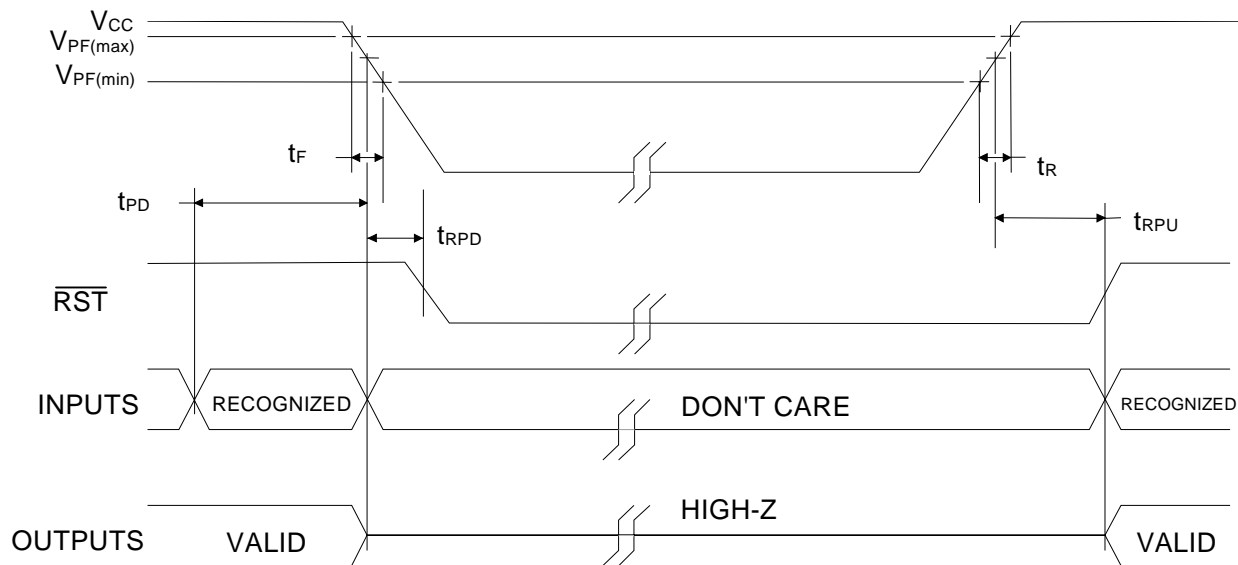 VCC
VPF(max)
VPF(min)
tF
tR
tPD
tRPU
tRPD
RST
INPUTS RECOGNIZED DON'T CARE RECOGNIZED
HIGH-Z
OUTPUTS VALID VALID